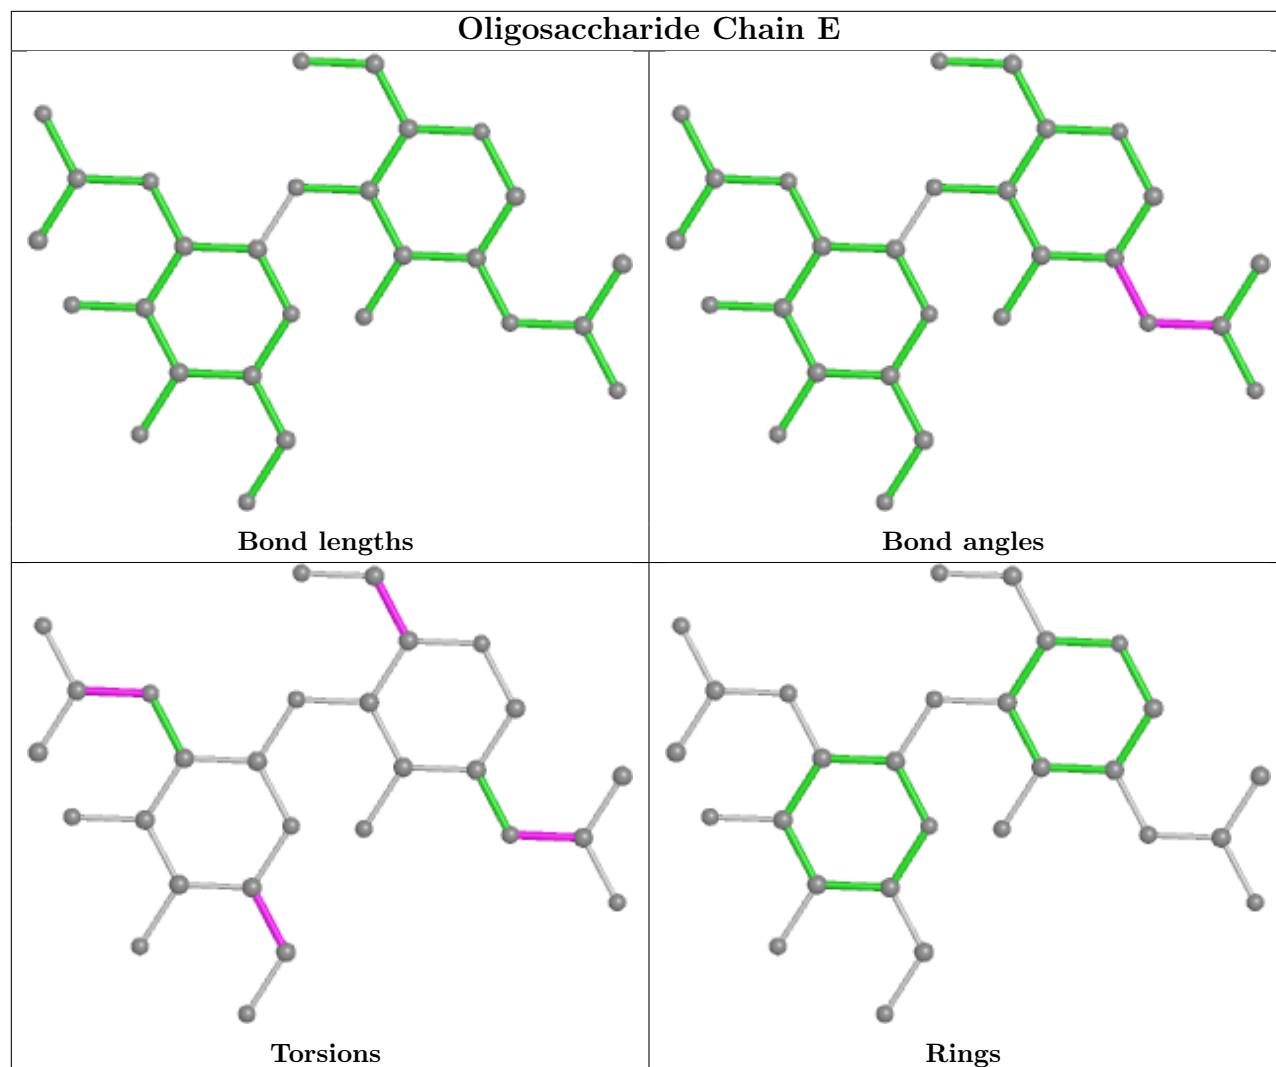 Oligosaccharide Chain E
Bond lengths
Bond angles
Torsions
Rings